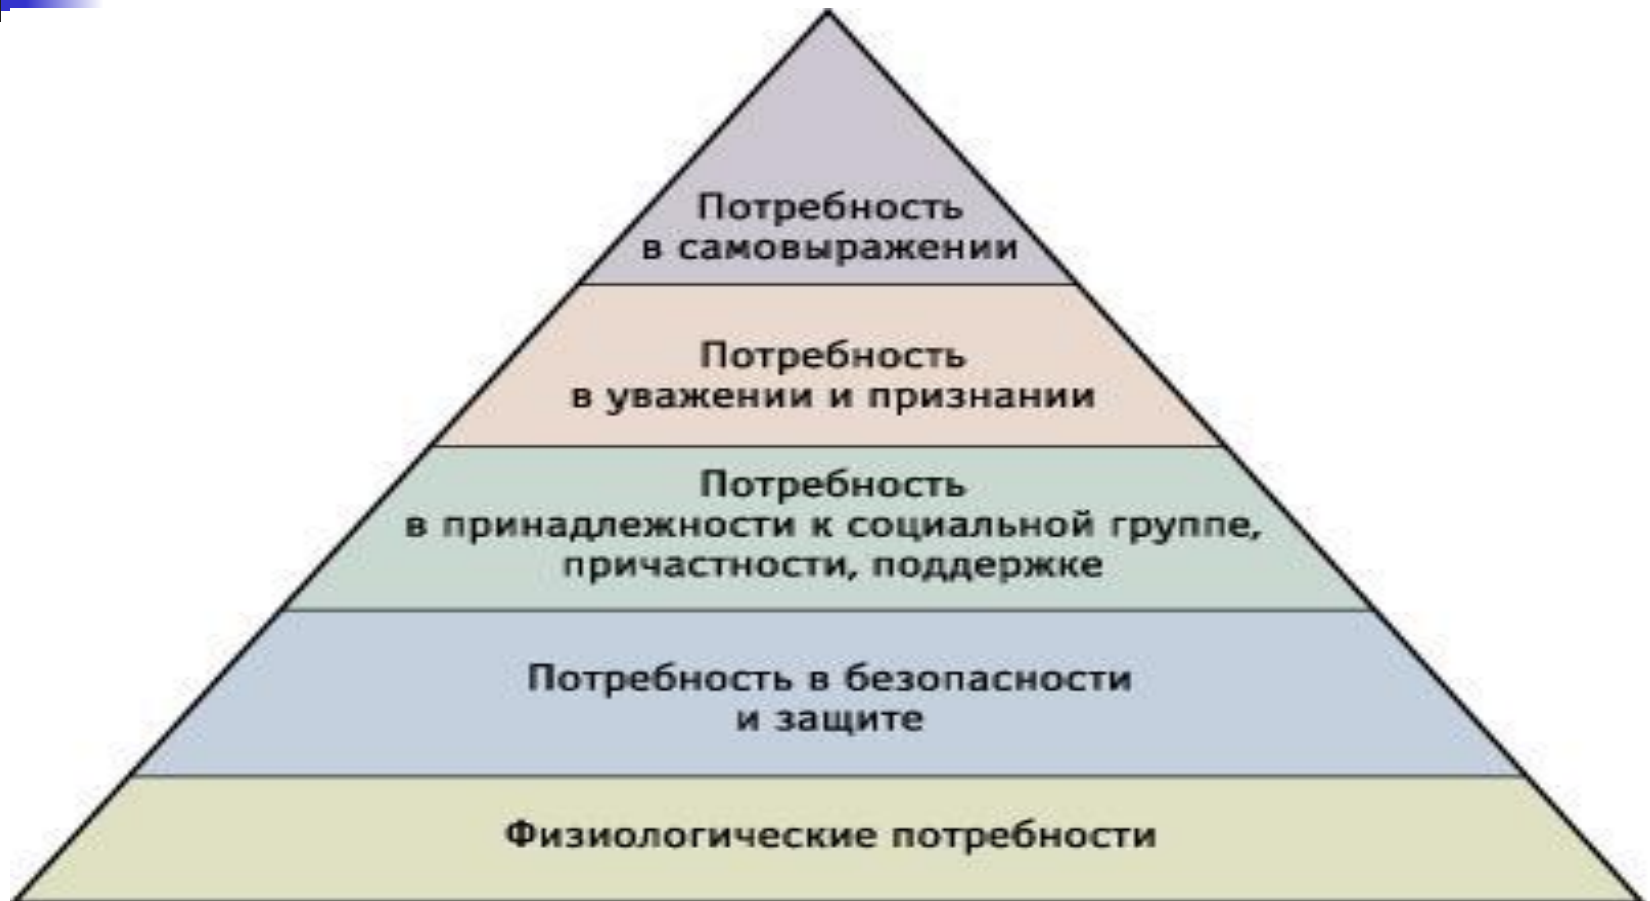 Потребность
в самовыражении
Потребность
в уважении и признании
Потребность
в принадлежности к социальной группе,
причастности, поддержке
Потребность в безопасности
и защите
Физиологические потребности